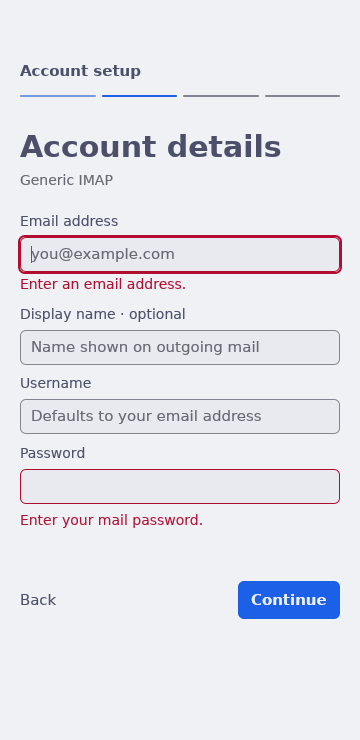 Account setup
Account details
Generic IMAP
Email address
you@example.com
Enter an email address.
Display name · optional
Name shown on outgoing mail
Username
Defaults to your email address
Password
Enter your mail password.
Back
Continue